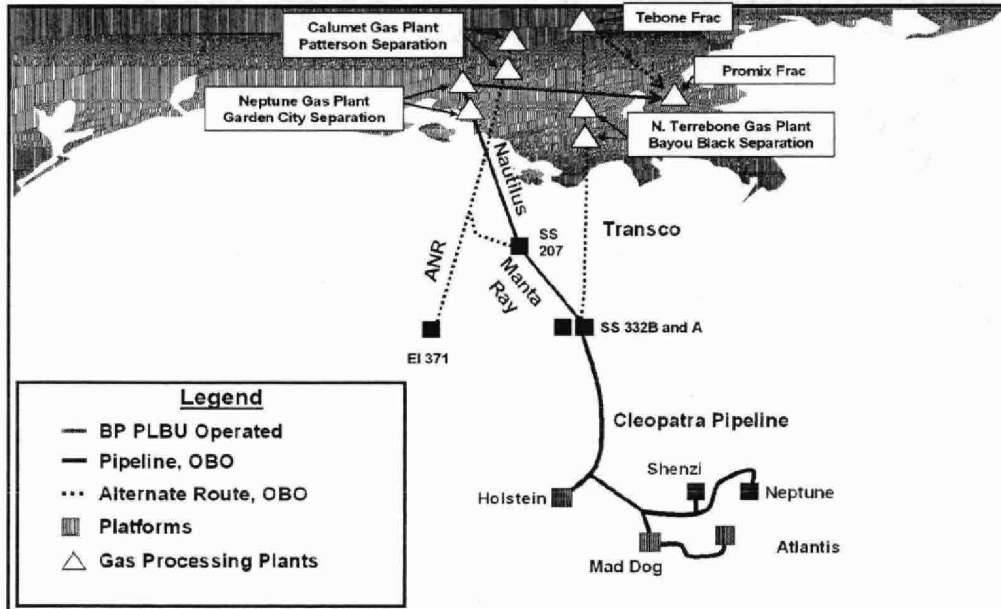 Calumet Gas Plant
Patterson Separation
Tebone Frac
Promix Frac
Neptune Gas Plant
Garden City Separation
N. Terrebone Gas Plant
Bayou Black Separation
Nautilus
Transco
SS
207
ANR
Manta
Ray
SS 332B and A
EI 371
Legend
BP PLBU Operated
Pipeline, OBO
Alternate Route, OBO
Platforms
Gas Processing Plants
Cleopatra Pipeline
Shenzi
Holstein
Neptune
Atlantis
Mad Dog